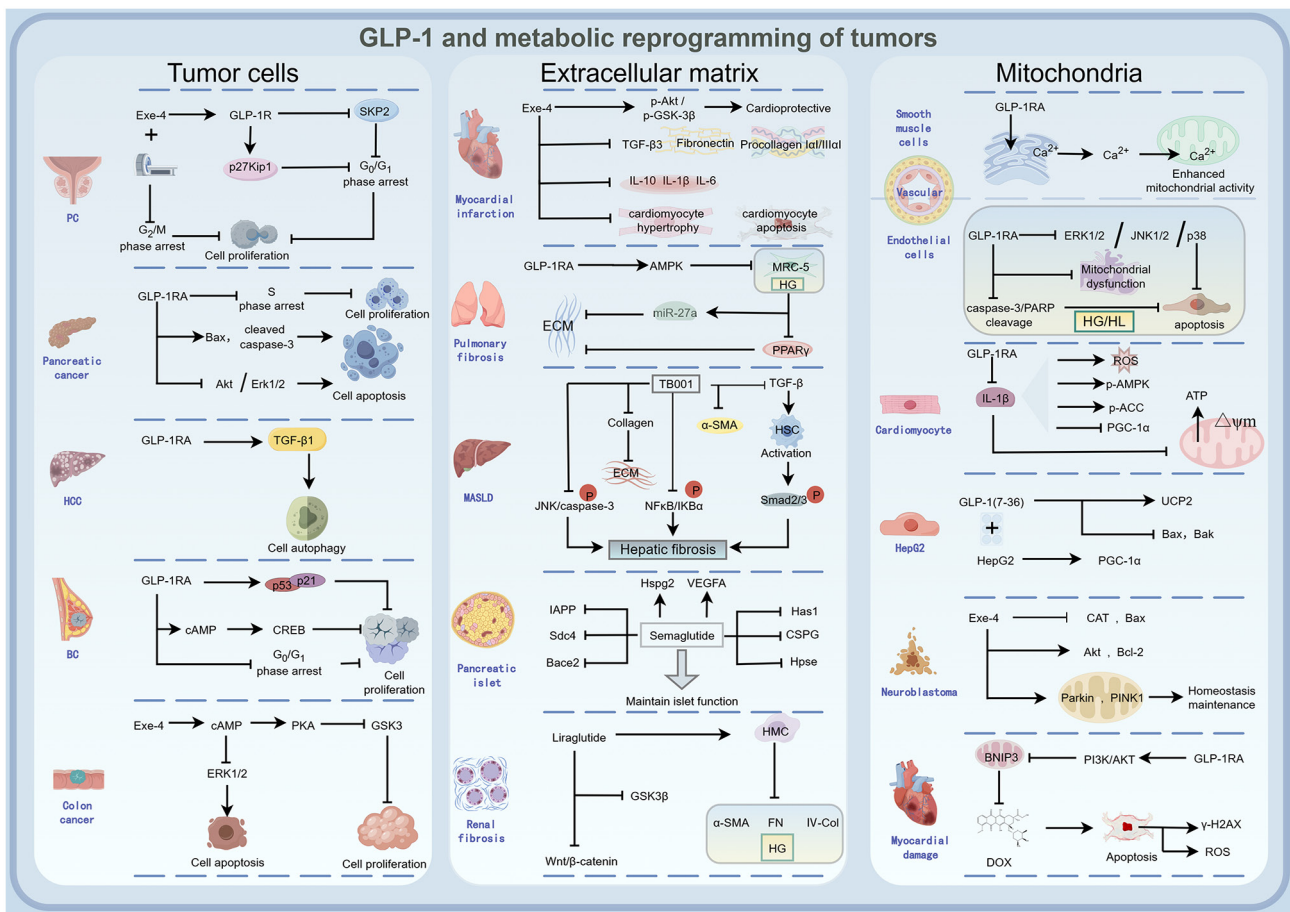 GLP-1 and metabolic reprogramming of tumors
Tumor cells
Exe-4
GLP-1R
SKP2
+
p27Kip1
G0/G1
phase arrest
PC
G2/M
phase arrest
Cell proliferation
GLP-1RA
S
phase arrest
Cell proliferation
Bax,
cleaved
caspase-3
Pancreatic
cancer
Akt / Erk1/2
Cell apoptosis
GLP-1RA
TGF-β1
HCC
Cell autophagy
GLP-1RA
p53
p21
cAMP
CREB
BC
G0/G1
phase arrest
Cell
proliferation
Exe-4
cAMP
PKA
GSK3
ERK1/2
Colon
cancer
Cell apoptosis
Cell proliferation
Extracellular matrix
Exe-4
p-Akt /
p-GSK-3β
Cardioprotective
TGF-β3
Fibronectin
Procollagen IαI/IIIαI
IL-10 IL-1β IL-6
Myocardial
infarction
cardiomyocyte
hypertrophy
cardiomyocyte
apoptosis
GLP-1RA
AMPK
MRC-5
HG
ECM
miR-27a
Pulmonary
fibrosis
PPARγ
TB001
TGF-β
Collagen
α-SMA
HSC
Activation
ECM
MASLD
P
P
P
JNK/caspase-3
NFκB/IKBα
Smad2/3
Hepatic fibrosis
Hspg2
VEGFA
IAPP
Has1
Sdc4
Semaglutide
CSPG
Bace2
Hpse
Pancreatic
islet
Maintain islet function
Liraglutide
HMC
GSK3β
Renal
fibrosis
α-SMA
FN
IV-Col
HG
Wnt/β-catenin
Mitochondria
GLP-1RA
Smooth
muscle
cells
Ca2+
Ca2+
Ca2+
Enhanced
mitochondrial activity
Vascular
Endothelial
cells
GLP-1RA
ERK1/2 / JNK1/2 / p38
Mitochondrial
dysfunction
caspase-3/PARP
cleavage
HG/HL
apoptosis
GLP-1RA
ROS
IL-1β
p-AMPK
p-ACC
PGC-1α
ATP
△ψm
Cardiomyocyte
GLP-1(7-36)
UCP2
+
Bax, Bak
HepG2
HepG2
PGC-1α
Exe-4
CAT , Bax
Akt , Bcl-2
Neuroblastoma
Parkin , PINK1
Homeostasis
maintenance
BNIP3
PI3K/AKT
GLP-1RA
Myocardial
damage
DOX
Apoptosis
γ-H2AX
ROS